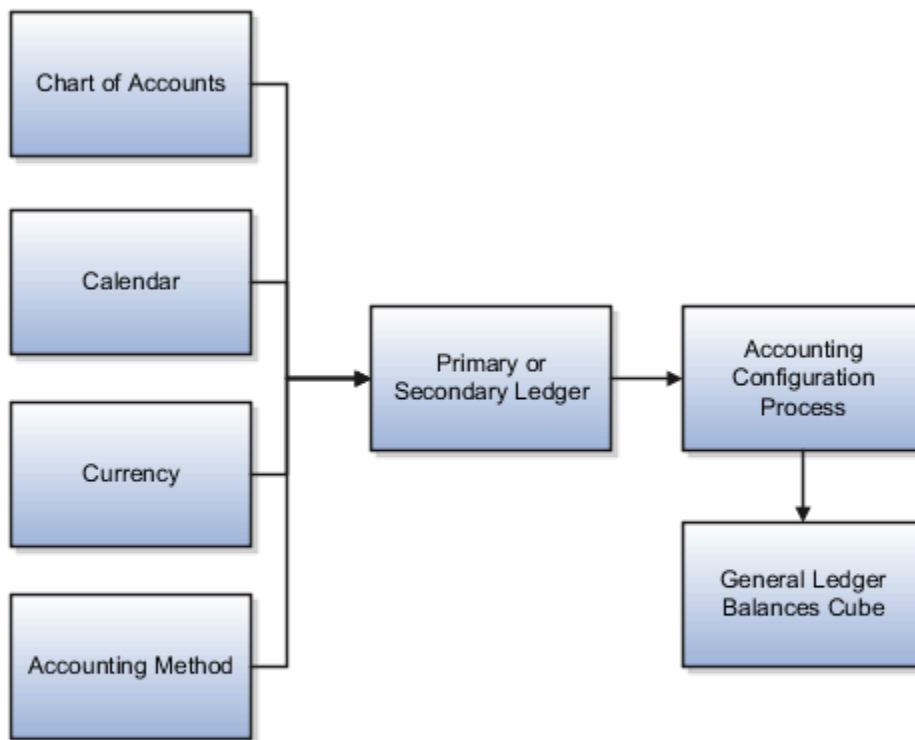 Chart of Accounts
Calendar
Currency
Accounting Method
Primary or
Secondary Ledger
Accounting
Configuration
Process
General Ledger
Balances Cube